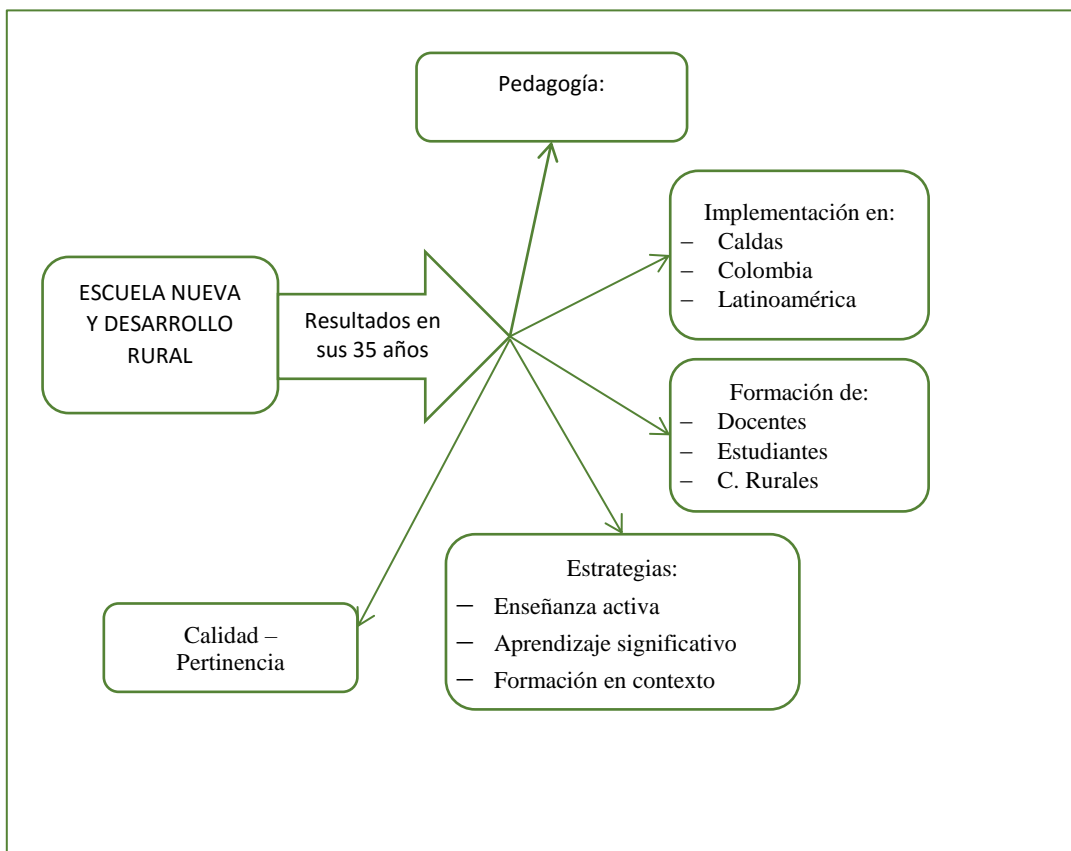 Pedagogía:
Implementación en:
– Caldas
– Colombia
– Latinoamérica
ESCUELA NUEVA
Y DESARROLLO
RURAL
Resultados en
sus 35 años
Formación de:
– Docentes
– Estudiantes
– C. Rurales
Estrategias:
– Enseñanza activa
– Aprendizaje significativo
– Formación en contexto
Calidad –
Pertinencia